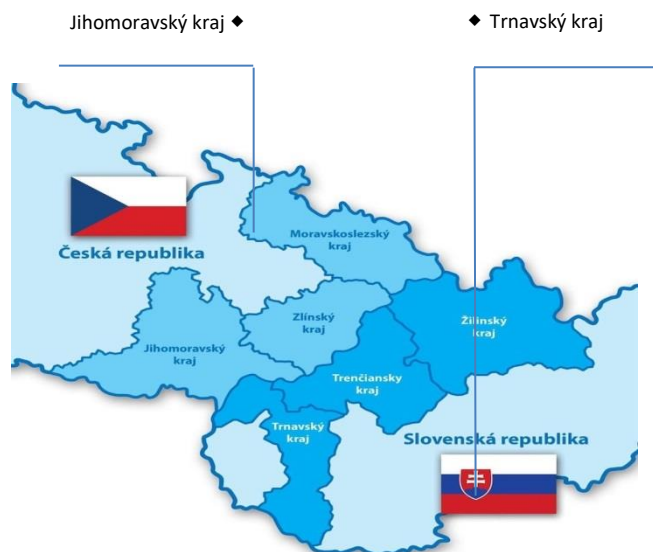 Jihomoravský kraj ◆
◆ Trnavský kraj
Moravskoslezský
kraj
Česká republika
Zlínský
kraj
Žilinský
kraj
Jihomoravský
kraj
Trenčiansky
kraj
Trnavský
kraj
Slovenská republika